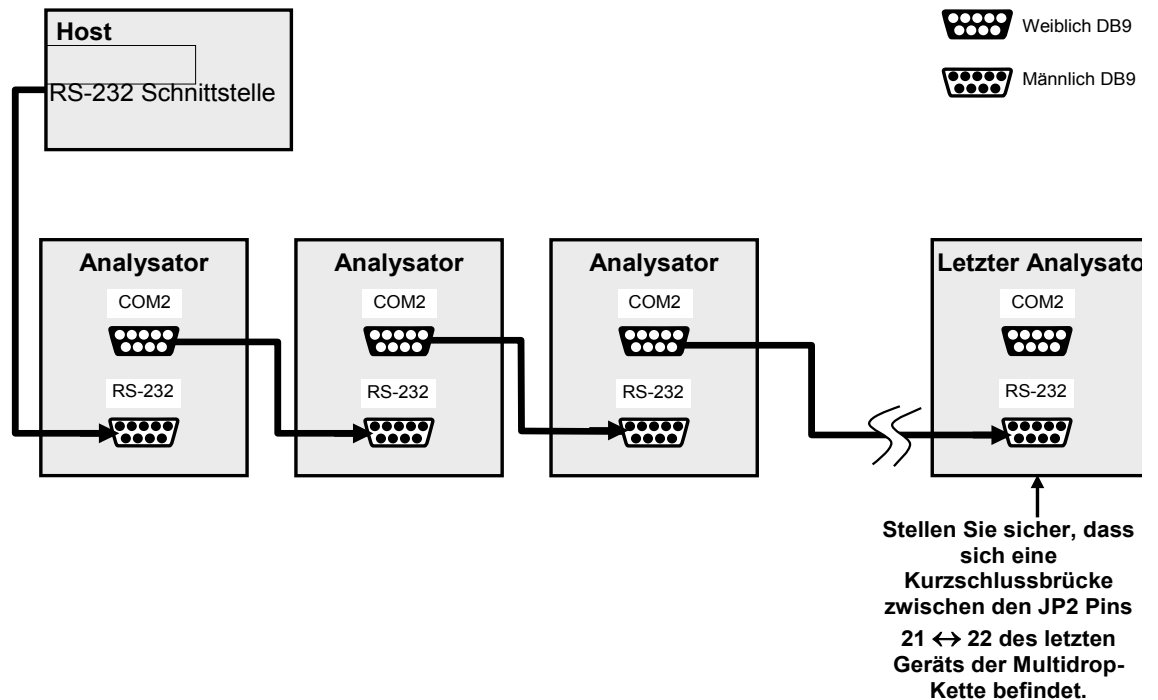 Host
RS-232 Schnittstelle
Weiblich DB9
Männlich DB9
Analysator
COM2
RS-232
Analysator
COM2
RS-232
Analysator
COM2
RS-232
Letzter Analysato
COM2
RS-232
Stellen Sie sicher, dass
sich eine
Kurzschlussbrücke
zwischen den JP2 Pins
21 ↔ 22 des letzten
Geräts der Multidrop-
Kette befindet.